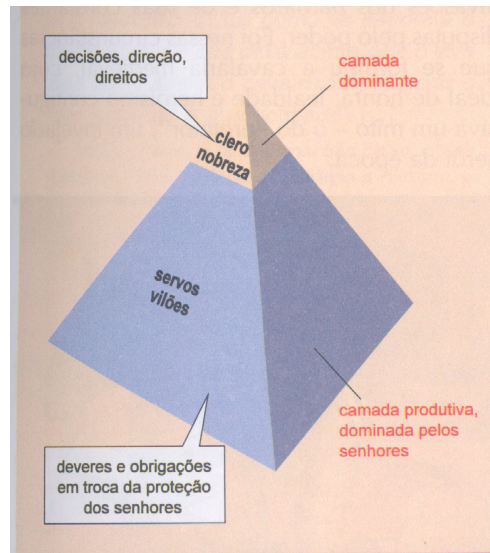 decisões, direção,
direitos
camada
dominante
clero
nobreza
servos
vilões
camada produtiva,
dominada pelos
senhores
deveres e obrigações
em troca da proteção
dos senhores